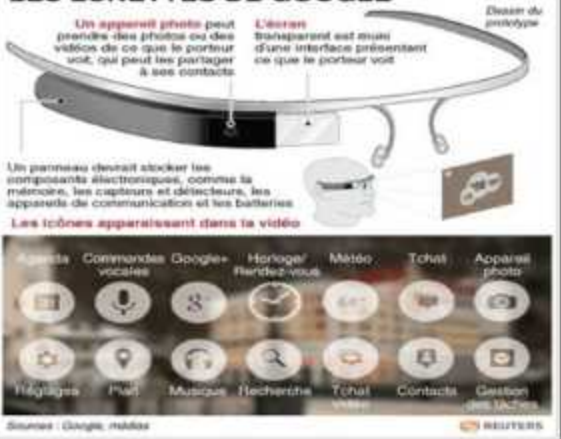 LES LUNETTES DE GOOGLE
Dessin du
prototype
Un appareil photo peut
prendre des photos ou des
vidéos de ce que le porteur
voit, qui peut les partager
à ses contacts
L'écran
transparent est muni
d'une interface présentant
ce que le porteur voit
Un panneau devrait stocker les
composants électroniques, comme la
mémoire, les capteurs et détecteurs, les
appareils de communication et les batteries
Les icônes apparaissant dans la vidéo
Agenda
Commandes
vocales
Google+
Horloge/
Rendez-vous
Météo
Tchat
Appareil
photo
Réglages
Plan
Musique
Recherche
Tchat
vidéo
Contacts
Gestion
des tâches
Sources : Google, médias
REUTERS